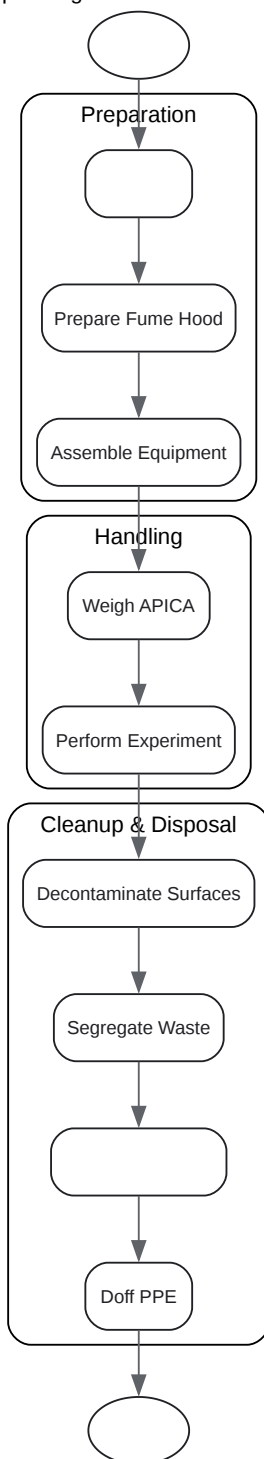 Preparation
Prepare Fume Hood
Assemble Equipment
Handling
Weigh APICA
Perform Experiment
Cleanup & Disposal
Decontaminate Surfaces
Segregate Waste
Doff PPE